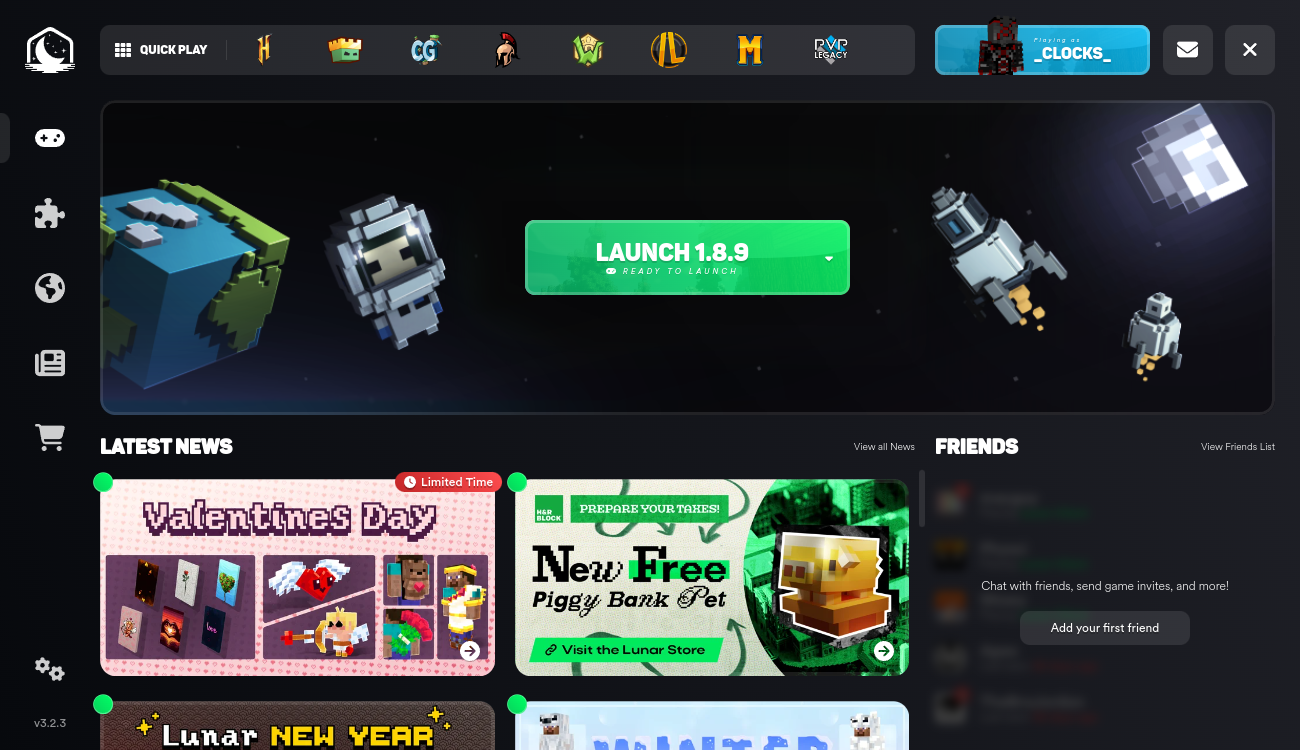 QUICK PLAY
H
CG
M
PVP
LEGACY
Playing as
_CLOCKS_
LAUNCH 1.8.9
READY TO LAUNCH
LATEST NEWS
View all News
FRIENDS
View Friends List
Limited Time
Valentines Day
love
H&R
BLOCK
PREPARE YOUR TAXES!
New Free
Piggy Bank Pet
Visit the Lunar Store
Chat with friends, send game invites, and more!
Add your first friend
v3.2.3
Lunar NEW YEAR
WINTER